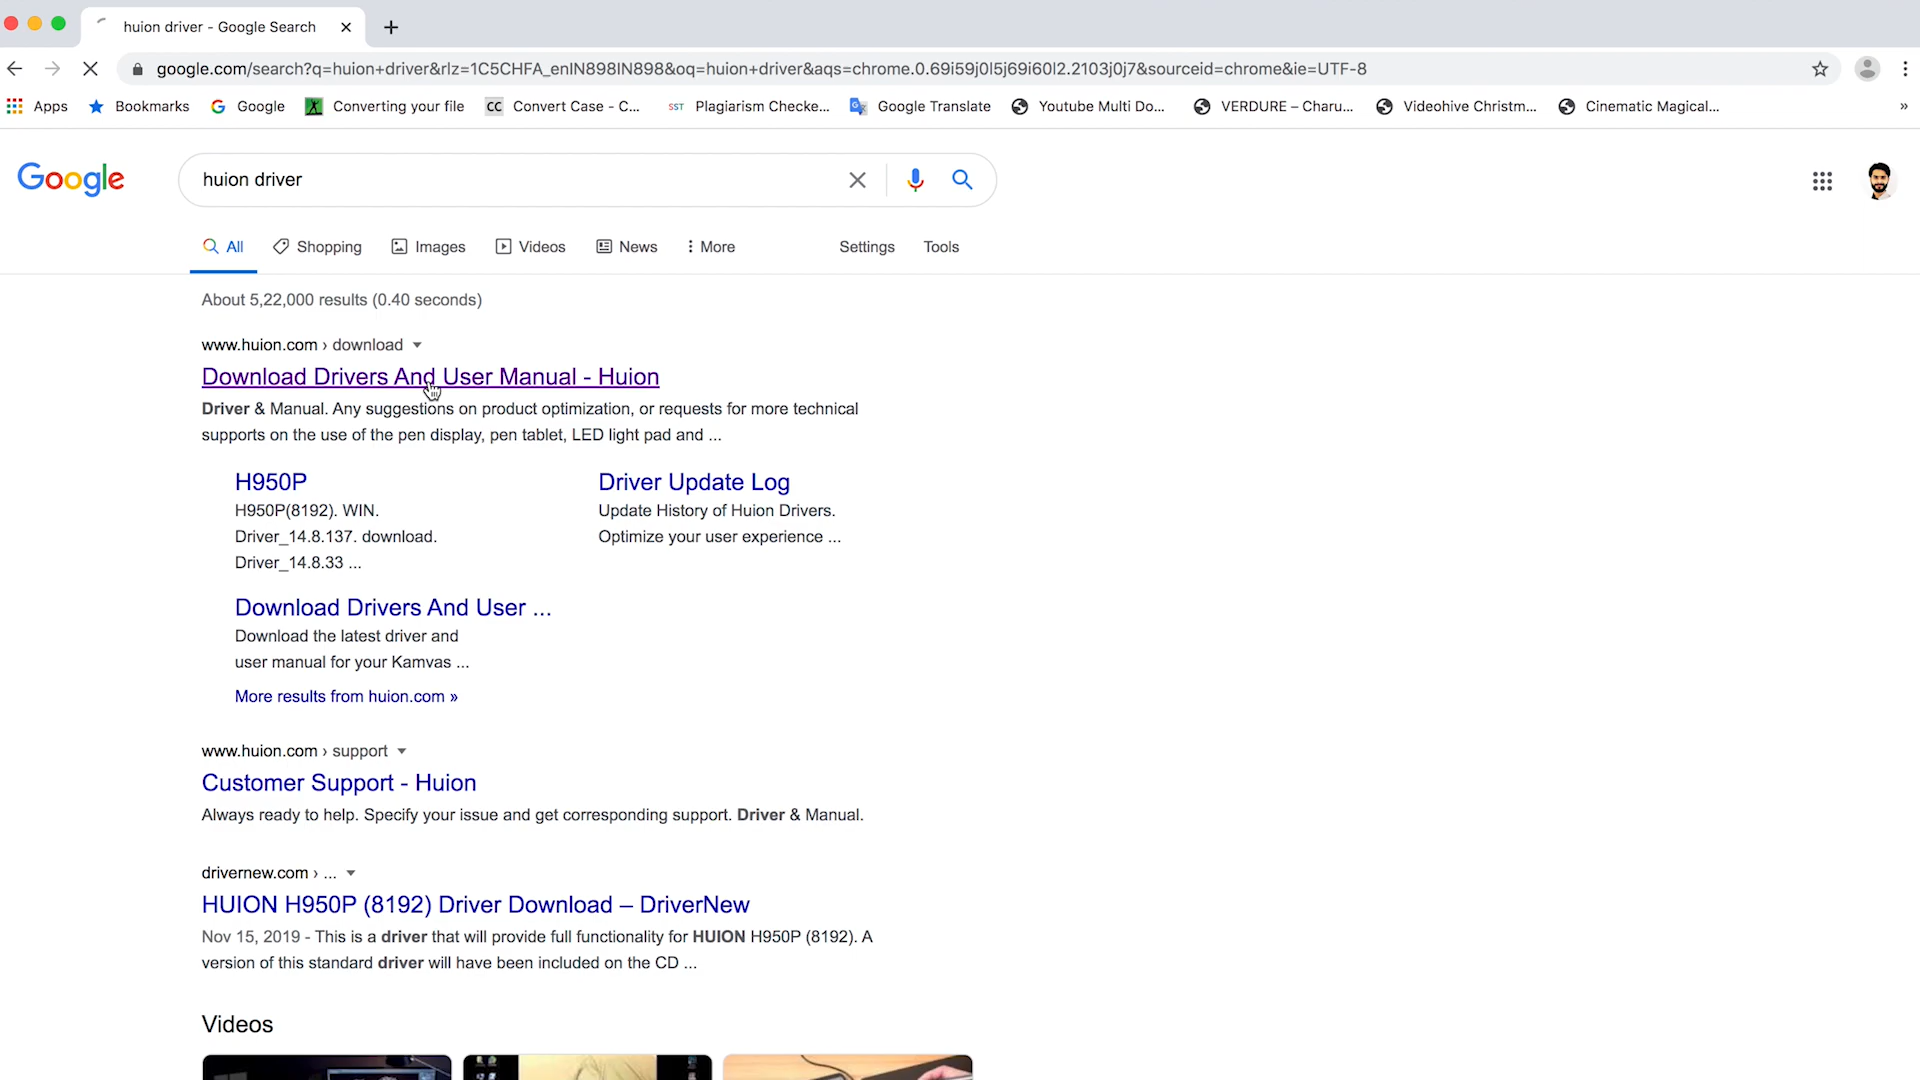 huion driver - Google Search
google.com/search?q=huion+driver&rlz=1C5CHFA_enIN898IN898&oq=huion+driver&aqs=chrome.0.69i59j0l5j69i60l2.2103j0j7&sourceid=chrome&ie=UTF-8
Apps Bookmarks Google Converting your file CC Convert Case - C... SST Plagiarism Checke... Google Translate Youtube Multi Do... VERDURE – Charu... Videohive Christm... Cinematic Magical... »
Google
huion driver
All Shopping Images Videos News More Settings Tools
About 5,22,000 results (0.40 seconds)
www.huion.com › download
Download Drivers And User Manual - Huion
Driver & Manual. Any suggestions on product optimization, or requests for more technical
supports on the use of the pen display, pen tablet, LED light pad and ...
H950P
H950P(8192). WIN.
Driver_14.8.137. download.
Driver_14.8.33 ...
Driver Update Log
Update History of Huion Drivers.
Optimize your user experience ...
Download Drivers And User ...
Download the latest driver and
user manual for your Kamvas ...
More results from huion.com »
www.huion.com › support
Customer Support - Huion
Always ready to help. Specify your issue and get corresponding support. Driver & Manual.
drivernew.com › ...
HUION H950P (8192) Driver Download – DriverNew
Nov 15, 2019 - This is a driver that will provide full functionality for HUION H950P (8192). A
version of this standard driver will have been included on the CD ...
Videos